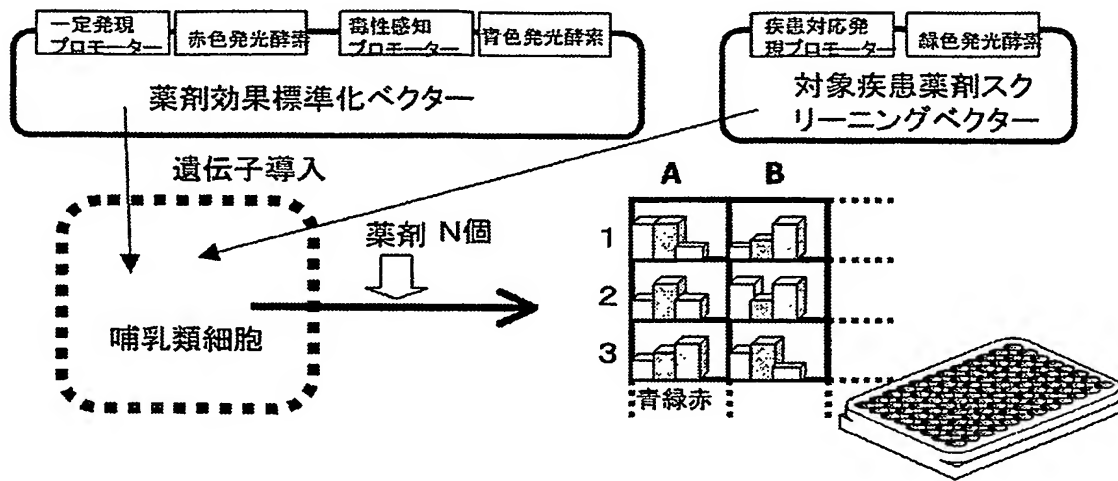 一定発現
プロモーター
赤色発光酵素
毒性感知
プロモーター
青色発光酵素
薬剤効果標準化ベクター
疾患対応発
現プロモーター
緑色発光酵素
対象疾患薬剤スク
リーニングベクター
遺伝子導入
哺乳類細胞
薬剤 N個
A B
1
2
3
青緑赤